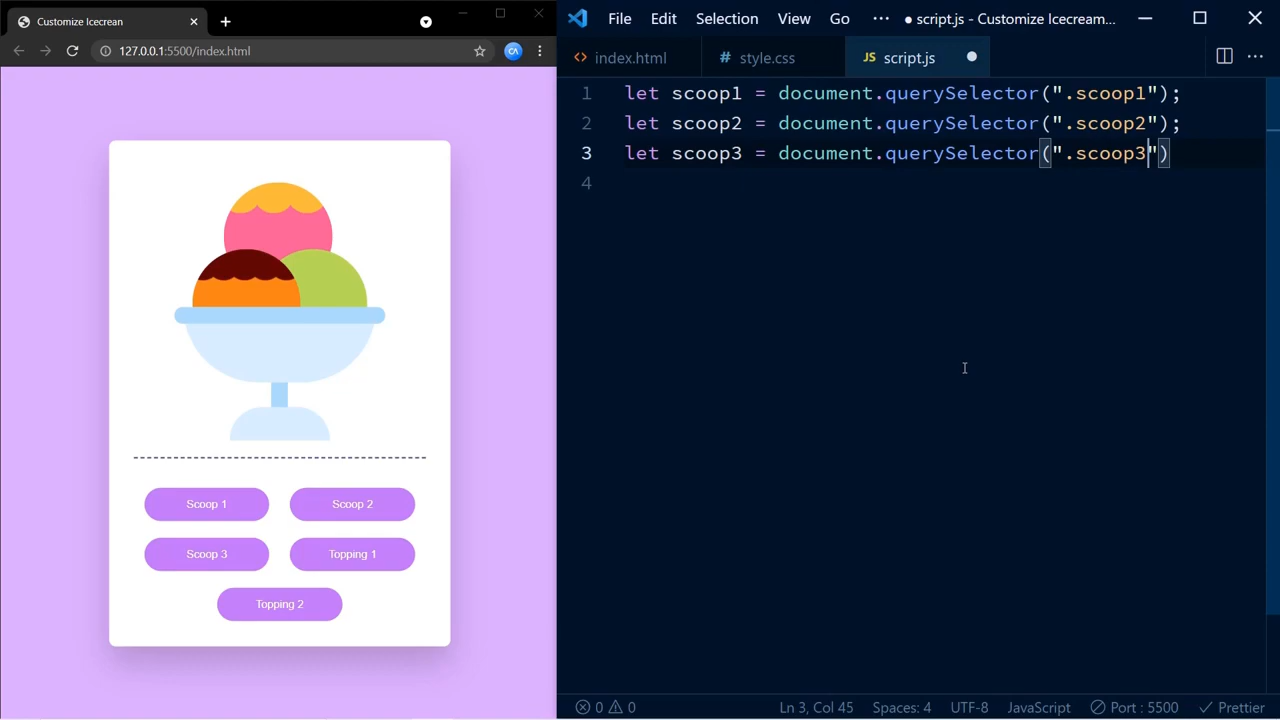 Customize Icecrean
127.0.0.1:5500/index.html
CA
Scoop 1
Scoop 2
Scoop 3
Topping 1
Topping 2
File Edit Selection View Go ··· ● script.js - Customize Icecream...
<> index.html
# style.css
JS script.js
1 let scoop1 = document.querySelector(".scoop1");
2 let scoop2 = document.querySelector(".scoop2");
3 let scoop3 = document.querySelector(".scoop3")
4
0 0 Ln 3, Col 45 Spaces: 4 UTF-8 JavaScript Port : 5500 Prettier